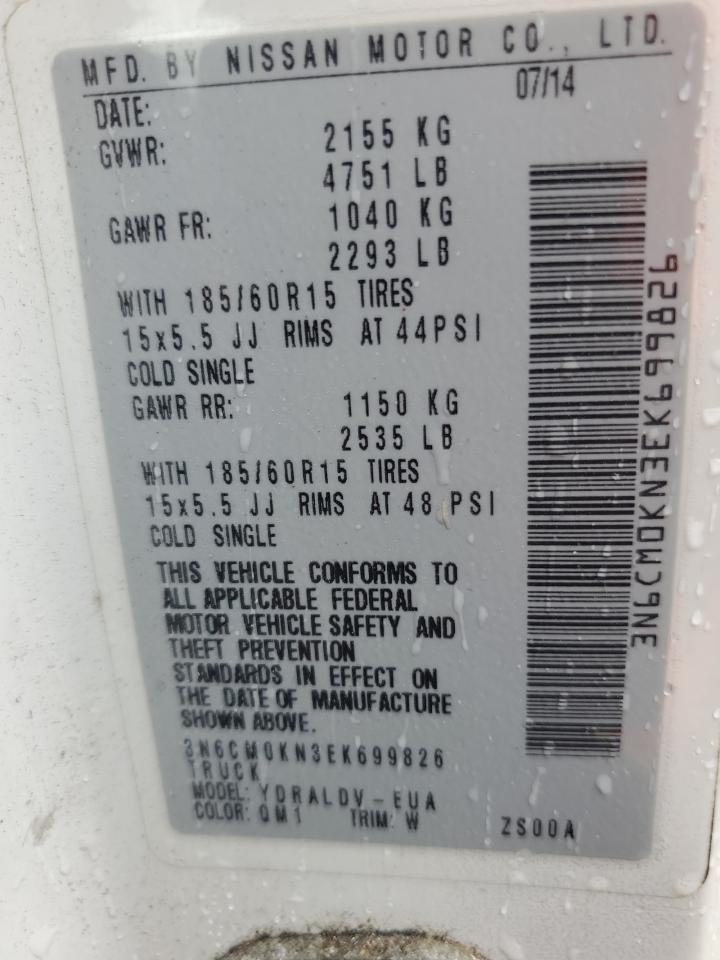 MFD. BY NISSAN MOTOR CO., LTD.
DATE: 07/14
GVWR: 2155 KG
4751 LB
GAWR FR: 1040 KG
2293 LB
WITH 185/60R15 TIRES
15x5.5 JJ RIMS AT 44PSI
COLD SINGLE
GAWR RR: 1150 KG
2535 LB
WITH 185/60R15 TIRES
15x5.5 JJ RIMS AT 48 PSI
COLD SINGLE
THIS VEHICLE CONFORMS TO
ALL APPLICABLE FEDERAL
MOTOR VEHICLE SAFETY AND
THEFT PREVENTION
STANDARDS IN EFFECT ON
THE DATE OF MANUFACTURE
SHOWN ABOVE.
3N6CM0KN3EK699826
TRUCK
MODEL: YDRALDV-EUA
COLOR: QM1 TRIM: W ZS00A
3N6CM0KN3EK699826